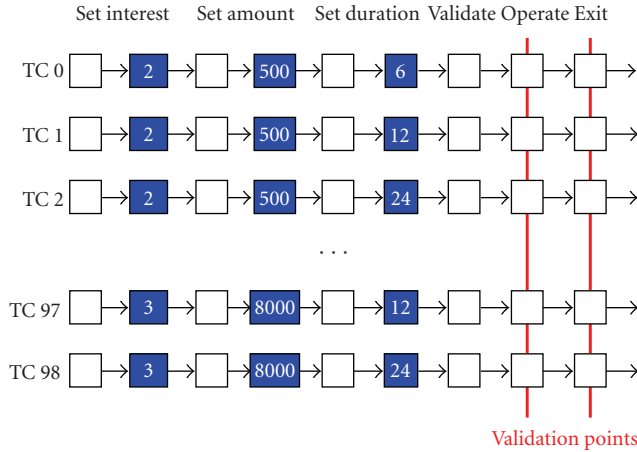 Set interest Set amount Set duration Validate Operate Exit
TC 0 2 500 6
TC 1 2 500 12
TC 2 2 500 24
. . .
TC 97 3 8000 12
TC 98 3 8000 24
Validation points